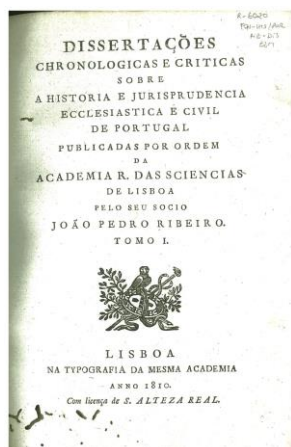 DISSERTAÇÕES
CHRONOLOGICAS E CRITICAS
SOBRE
A HISTORIA E JURISPRUDENCIA
ECCLESIASTICA E CIVIL
DE PORTUGAL
PUBLICADAS POR ORDEM
DA
ACADEMIA R. DAS SCIENCIAS
DE LISBOA
PELO SEU SOCIO
JOÃO PEDRO RIBEIRO.
TOMO I.
LISBOA
NA TYPOGRAFIA DA MESMA ACADEMIA
ANNO 1810.
Com licença de S. ALTEZA REAL.